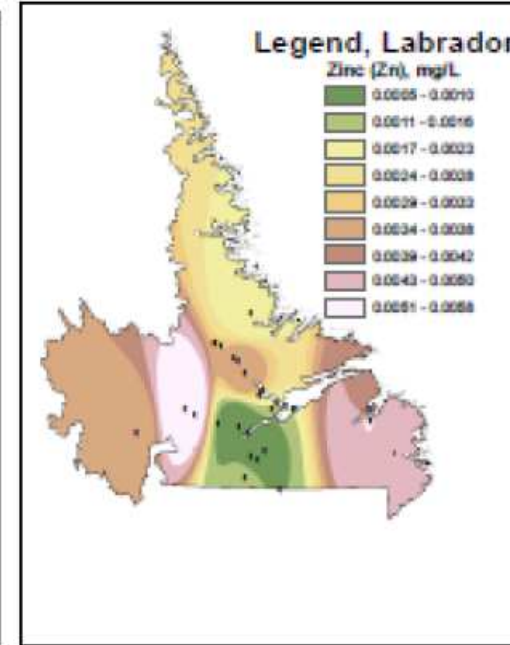 Legend, Labrador
Zinc (Zn), mg/L
0.0005 - 0.0010
0.0011 - 0.0016
0.0017 - 0.0023
0.0024 - 0.0028
0.0029 - 0.0033
0.0034 - 0.0038
0.0039 - 0.0042
0.0043 - 0.0050
0.0051 - 0.0058